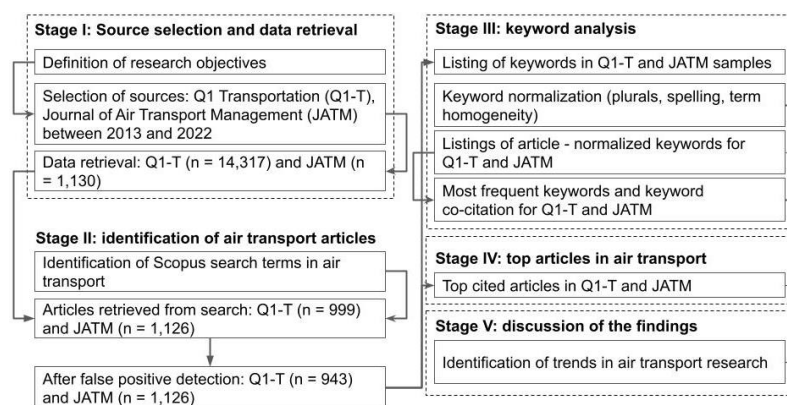 Stage I: Source selection and data retrieval
Definition of research objectives
Selection of sources: Q1 Transportation (Q1-T),
Journal of Air Transport Management (JATM)
between 2013 and 2022
Data retrieval: Q1-T (n = 14,317) and JATM (n
= 1,130)
Stage II: identification of air transport articles
Identification of Scopus search terms in air
transport
Articles retrieved from search: Q1-T (n = 999)
and JATM (n = 1,126)
After false positive detection: Q1-T (n = 943)
and JATM (n = 1,126)
Stage III: keyword analysis
Listing of keywords in Q1-T and JATM samples
Keyword normalization (plurals, spelling, term
homogeneity)
Listings of article - normalized keywords for
Q1-T and JATM
Most frequent keywords and keyword
co-citation for Q1-T and JATM
Stage IV: top articles in air transport
Top cited articles in Q1-T and JATM
Stage V: discussion of the findings
Identification of trends in air transport research